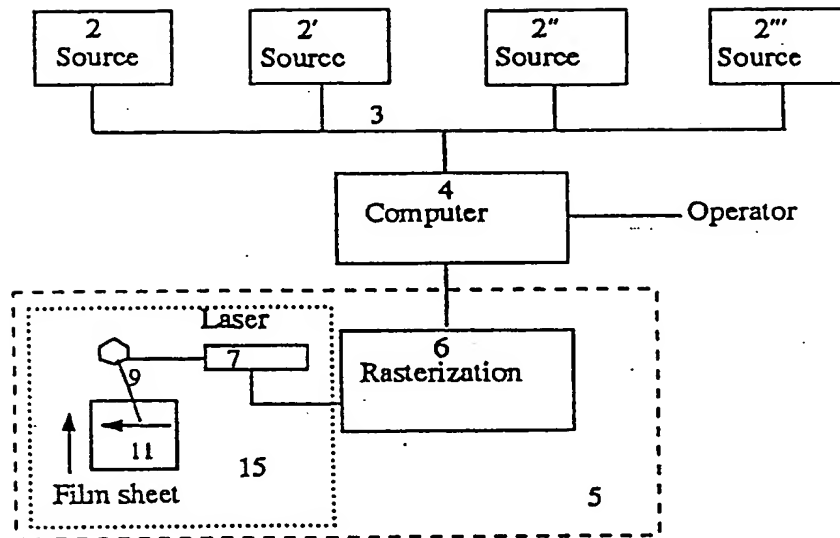 2
Source
2'
Source
2"
Source
2"'
Source
3
4
Computer
Operator
Laser
7
9
11
Film sheet
15
6
Rasterization
5